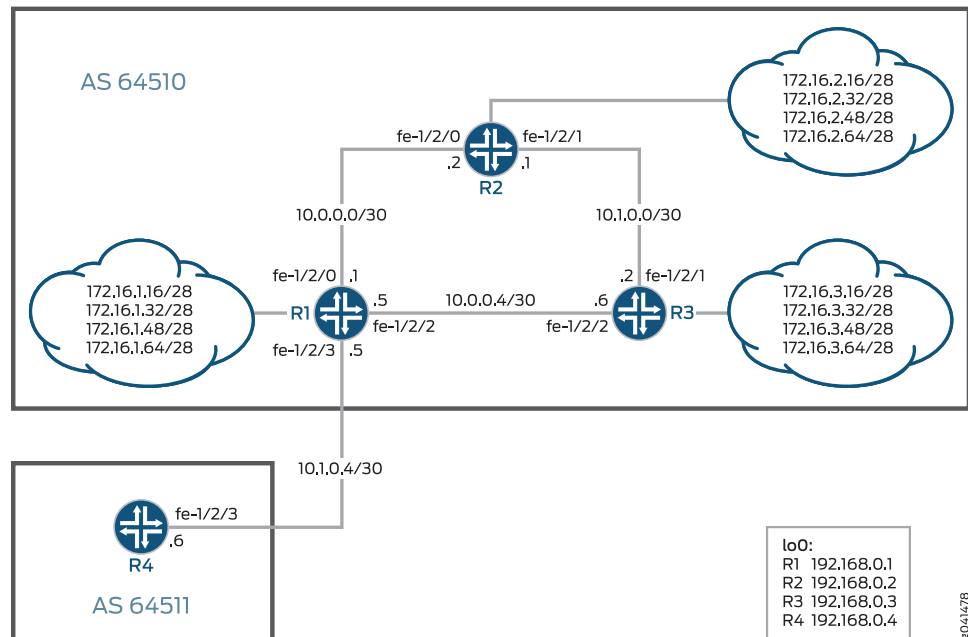 AS 64510
172.16.2.16/28
172.16.2.32/28
172.16.2.48/28
172.16.2.64/28
fe-1/2/0
fe-1/2/1
.2
.1
R2
10.0.0.0/30
10.1.0.0/30
fe-1/2/0
.1
.2
fe-1/2/1
172.16.1.16/28
172.16.1.32/28
172.16.1.48/28
172.16.1.64/28
R1
.5
10.0.0.4/30
.6
R3
fe-1/2/2
fe-1/2/2
172.16.3.16/28
172.16.3.32/28
172.16.3.48/28
172.16.3.64/28
fe-1/2/3
.5
10.1.0.4/30
fe-1/2/3
.6
R4
AS 64511
lo0:
R1 192.168.0.1
R2 192.168.0.2
R3 192.168.0.3
R4 192.168.0.4